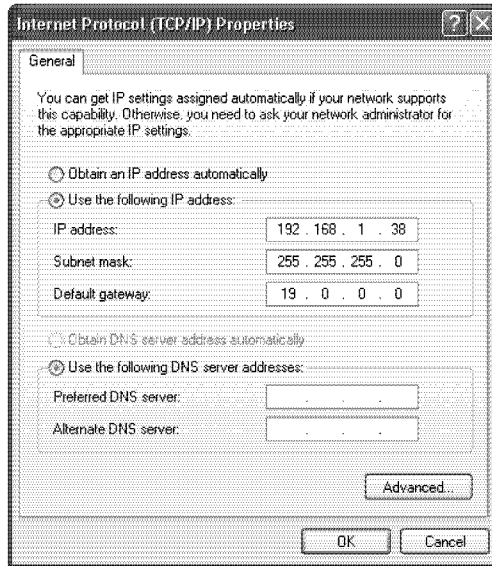 Internet Protocol (TCP/IP) Properties
General
You can get IP settings assigned automatically if your network supports
this capability. Otherwise, you need to ask your network administrator for
the appropriate IP settings.
Obtain an IP address automatically
Use the following IP address:
IP address: 192 . 168 . 1 . 38
Subnet mask: 255 . 255 . 255 . 0
Default gateway: 19 . 0 . 0 . 0
Obtain DNS server address automatically
Use the following DNS server addresses:
Preferred DNS server: . . .
Alternate DNS server: . . .
Advanced...
OK Cancel